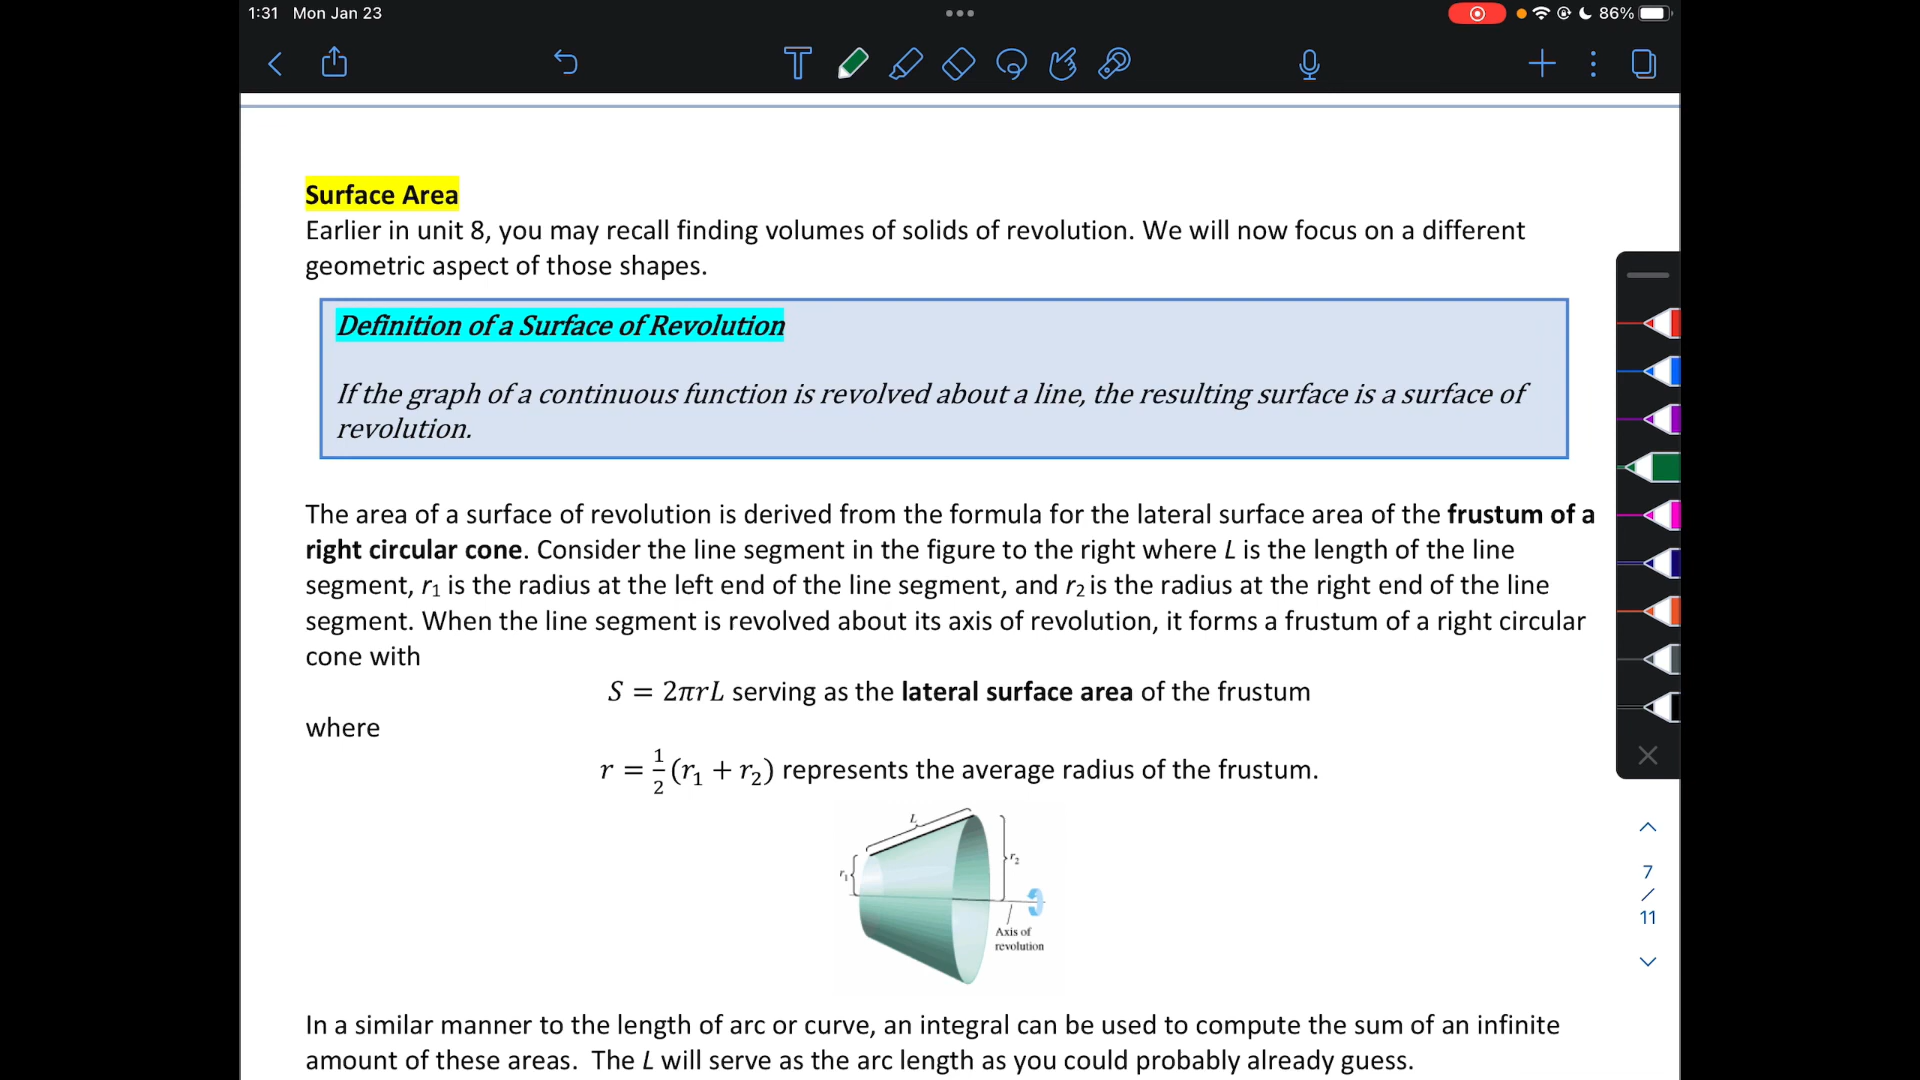 1:31 Mon Jan 23
86%
Surface Area
Earlier in unit 8, you may recall finding volumes of solids of revolution. We will now focus on a different
geometric aspect of those shapes.
Definition of a Surface of Revolution
If the graph of a continuous function is revolved about a line, the resulting surface is a surface of
revolution.
The area of a surface of revolution is derived from the formula for the lateral surface area of the frustum of a
right circular cone. Consider the line segment in the figure to the right where L is the length of the line
segment, r₁ is the radius at the left end of the line segment, and r₂ is the radius at the right end of the line
segment. When the line segment is revolved about its axis of revolution, it forms a frustum of a right circular
cone with
S = 2πrL serving as the lateral surface area of the frustum
where
r = 1/2 (r₁ + r₂) represents the average radius of the frustum.
L
r₂
r₁
Axis of
revolution
7
/
11
In a similar manner to the length of arc or curve, an integral can be used to compute the sum of an infinite
amount of these areas. The L will serve as the arc length as you could probably already guess.